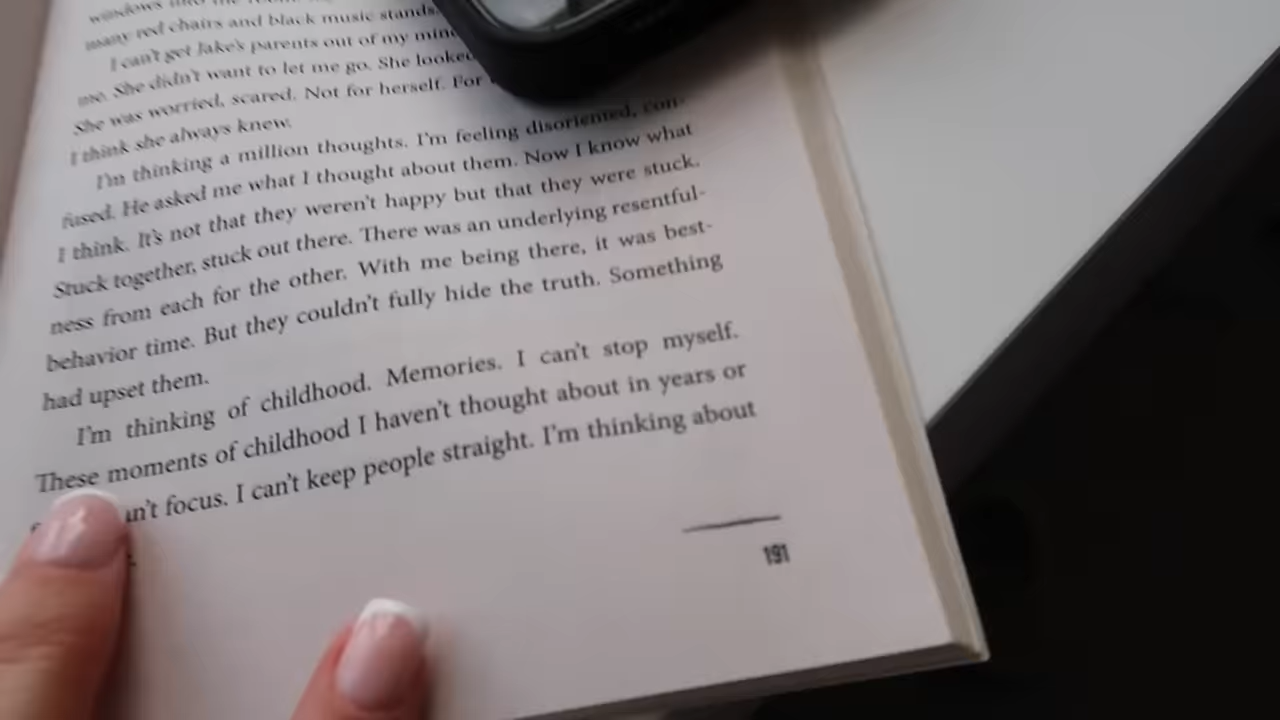 windows into the room.
many red chairs and black music stands.
I can't get Jake's parents out of my
me. She didn't want to let me go. She looked
She was worried, scared. Not for herself. For
I think she always knew.
I'm thinking a million thoughts. I'm feeling disoriented, con-
fused. He asked me what I thought about them. Now I know what
I think. It's not that they weren't happy but that they were stuck.
Stuck together, stuck out there. There was an underlying resentful-
ness from each for the other. With me being there, it was best-
behavior time. But they couldn't fully hide the truth. Something
had upset them.
I'm thinking of childhood. Memories. I can't stop myself.
These moments of childhood I haven't thought about in years or
focus. I can't keep people straight. I'm thinking about
191